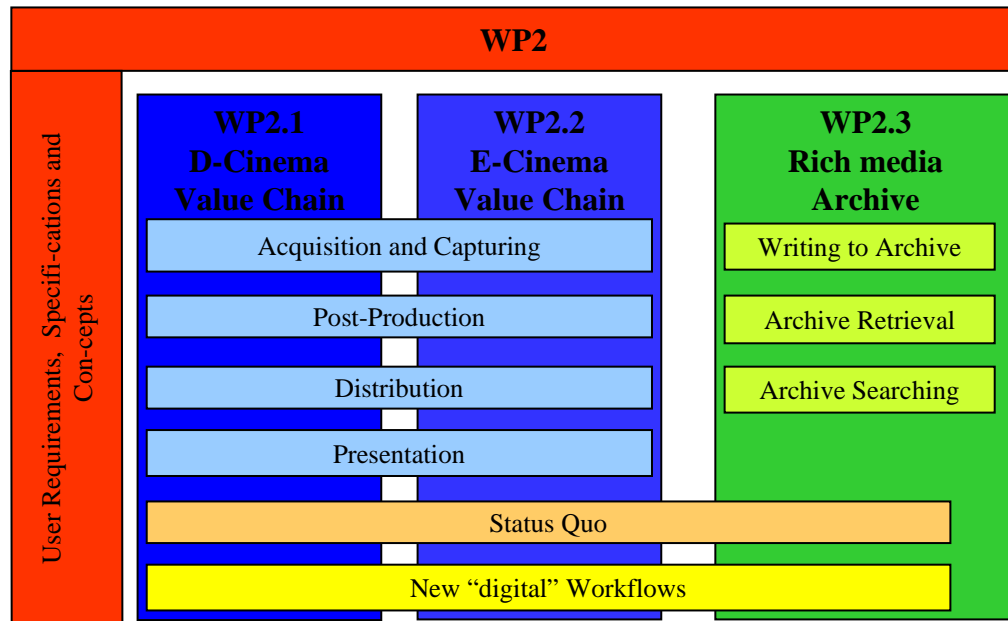 WP2
User Requirements, Specifi-cations and
Con-cepts
WP2.1
D-Cinema
Value Chain
WP2.2
E-Cinema
Value Chain
WP2.3
Rich media
Archive
Acquisition and Capturing
Post-Production
Distribution
Presentation
Writing to Archive
Archive Retrieval
Archive Searching
Status Quo
New “digital” Workflows